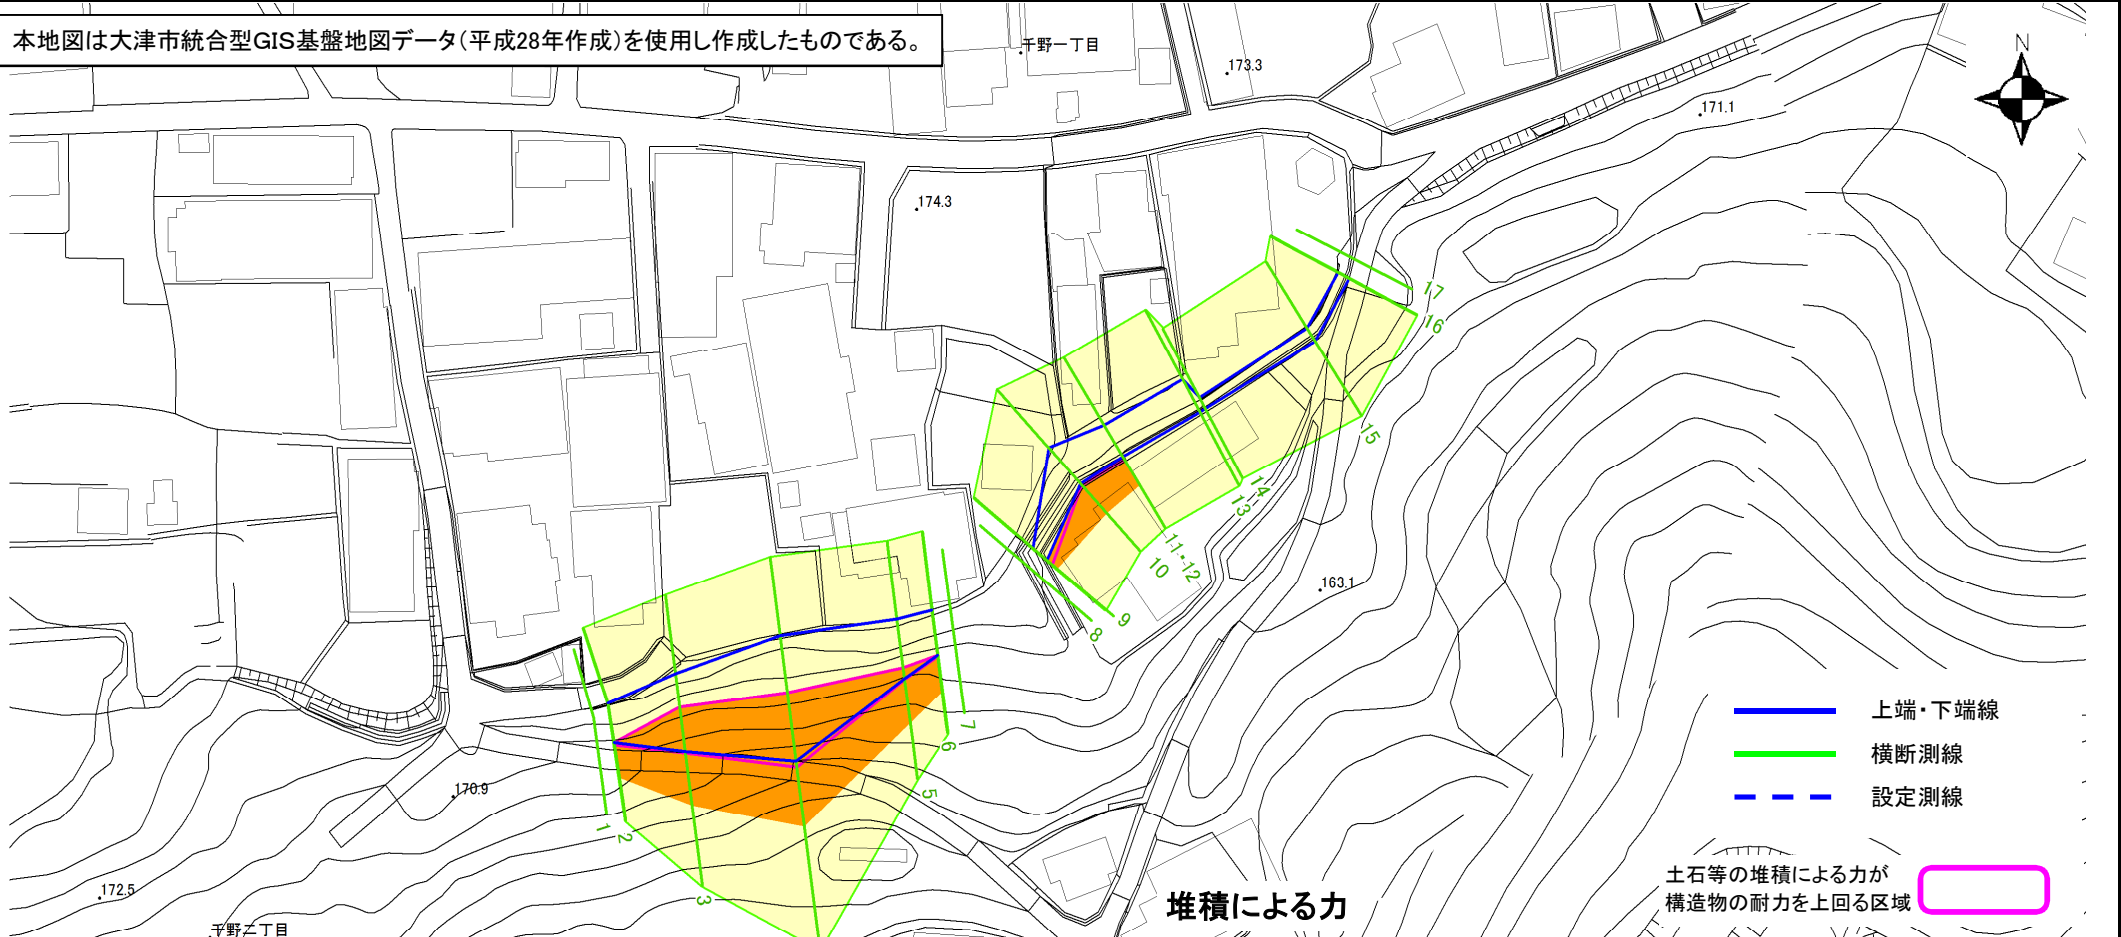 本地図は大津市統合型GIS基盤地図データ(平成28年作成)を使用し作成したものである。
千野一丁目
173.3
N
171.1
174.3
17
16
15
14
13
11・12
10
9
8
163.1
7
6
5
1
2
3
170.9
172.5
千野二丁目
上端・下端線
横断測線
設定測線
堆積による力
土石等の堆積による力が
構造物の耐力を上回る区域